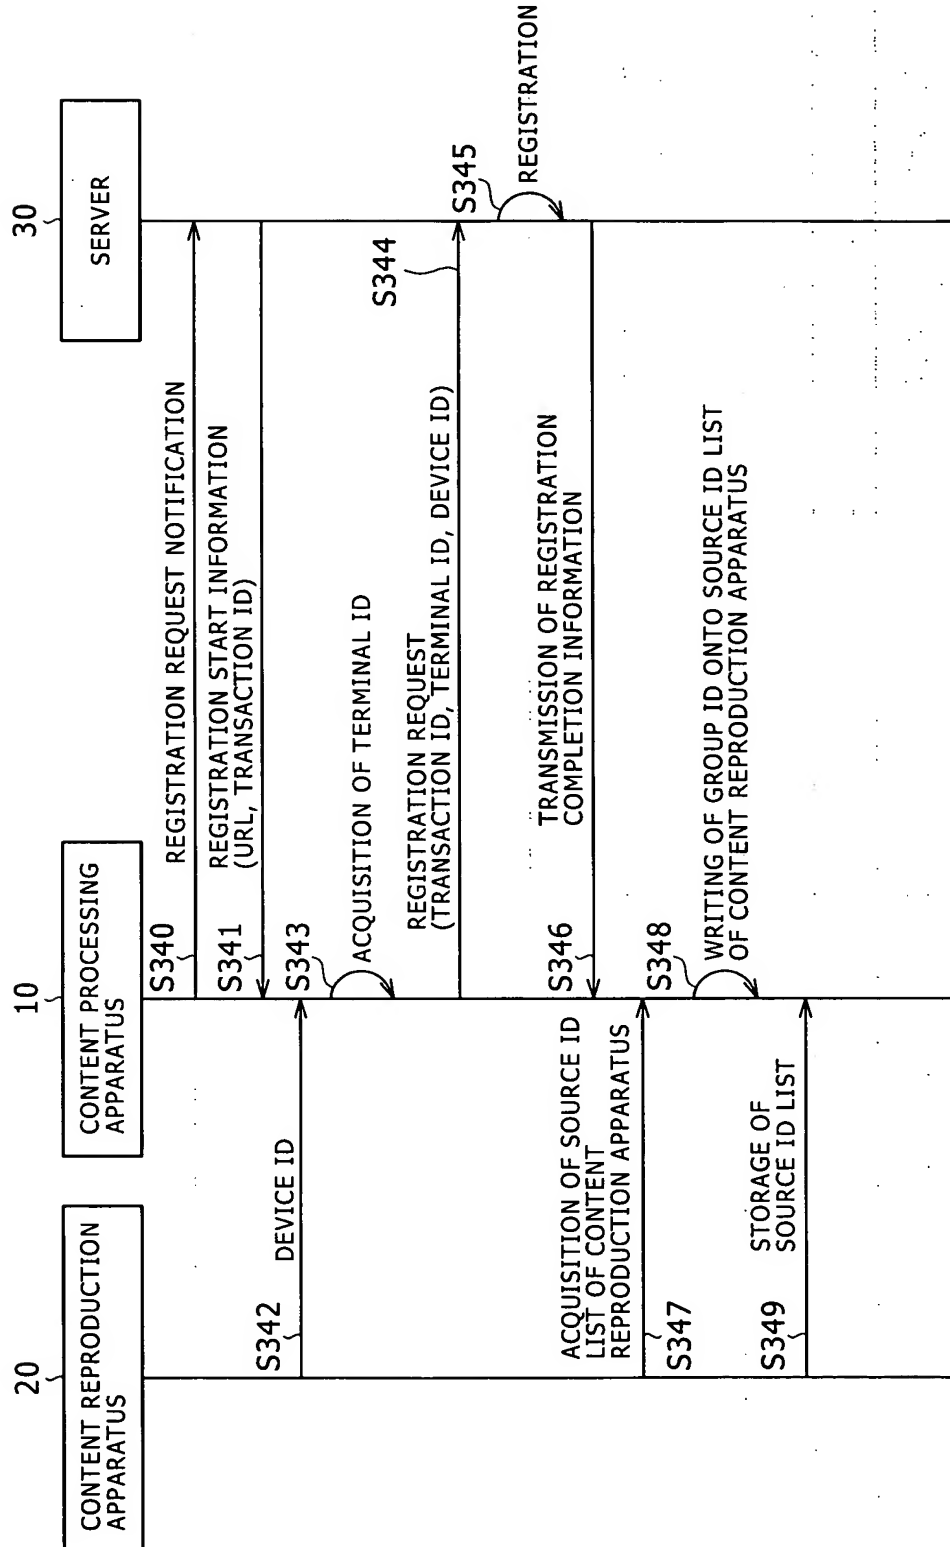 20
CONTENT REPRODUCTION
APPARATUS
10
CONTENT PROCESSING
APPARATUS
30
SERVER
S340
REGISTRATION REQUEST NOTIFICATION
S341
REGISTRATION START INFORMATION
(URL, TRANSACTION ID)
S342
DEVICE ID
S343
ACQUISITION OF TERMINAL ID
S344
REGISTRATION REQUEST
(TRANSACTION ID, TERMINAL ID, DEVICE ID)
S345
REGISTRATION
S346
TRANSMISSION OF REGISTRATION
COMPLETION INFORMATION
S347
ACQUISITION OF SOURCE ID
LIST OF CONTENT
REPRODUCTION APPARATUS
S348
WRITING OF GROUP ID ONTO SOURCE ID LIST
OF CONTENT REPRODUCTION APPARATUS
S349
STORAGE OF
SOURCE ID LIST